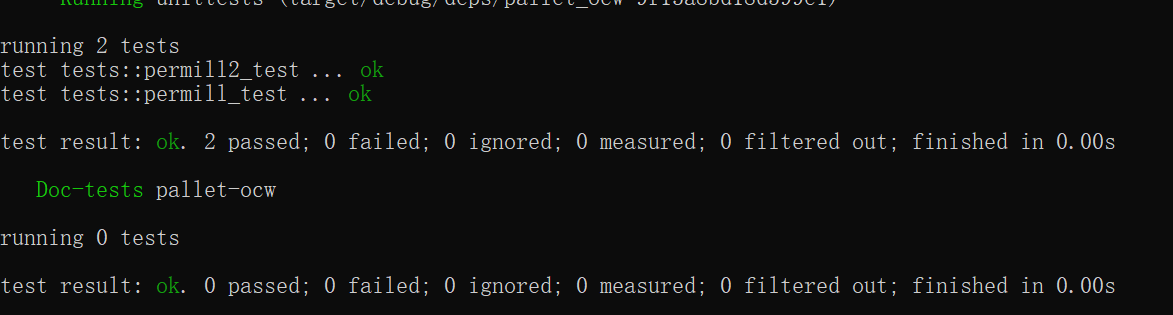 Running unittests (target/debug/deps/pallet_ocw
running 2 tests
test tests::permill2_test ... ok
test tests::permill_test ... ok
test result: ok. 2 passed; 0 failed; 0 ignored; 0 measured; 0 filtered out; finished in 0.00s
Doc-tests pallet-ocw
running 0 tests
test result: ok. 0 passed; 0 failed; 0 ignored; 0 measured; 0 filtered out; finished in 0.00s